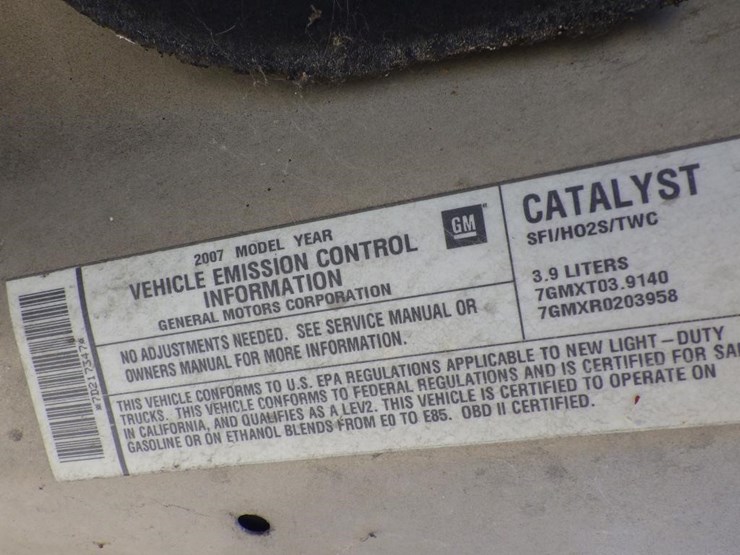 2007 MODEL YEAR
VEHICLE EMISSION CONTROL
INFORMATION
GENERAL MOTORS CORPORATION
GM
NO ADJUSTMENTS NEEDED. SEE SERVICE MANUAL OR
OWNERS MANUAL FOR MORE INFORMATION.
CATALYST
SFI/HO2S/TWC
3.9 LITERS
7GMXT03.9140
7GMXR0203958
THIS VEHICLE CONFORMS TO U.S. EPA REGULATIONS APPLICABLE TO NEW LIGHT-DUTY
TRUCKS. THIS VEHICLE CONFORMS TO FEDERAL REGULATIONS AND IS CERTIFIED FOR SA
IN CALIFORNIA, AND QUALIFIES AS A LEV2. THIS VEHICLE IS CERTIFIED TO OPERATE ON
GASOLINE OR ON ETHANOL BLENDS FROM E0 TO E85. OBD II CERTIFIED.